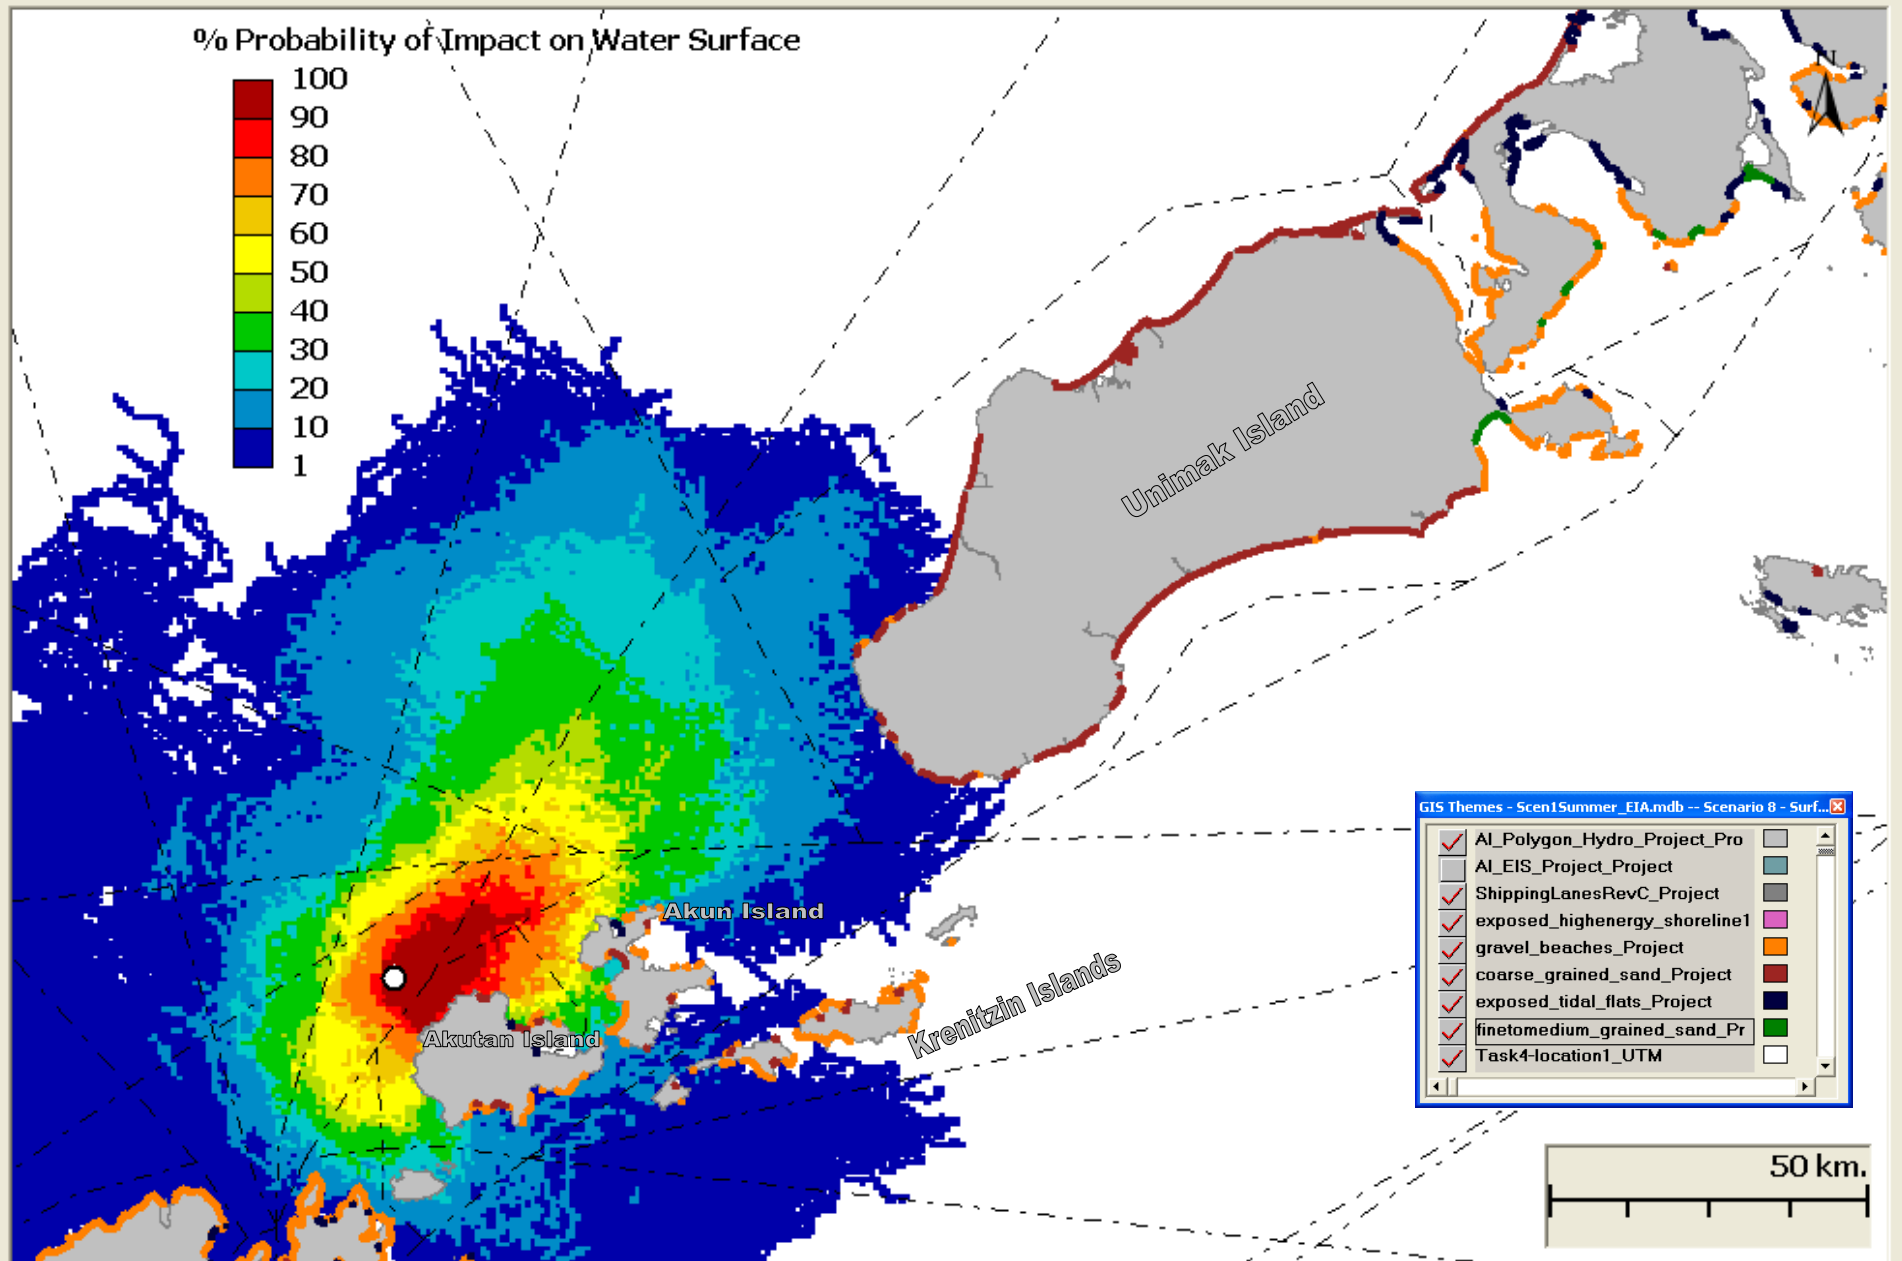 % Probability of Impact on Water Surface
100
90
80
70
60
50
40
30
20
10
1
N
Unimak Island
Akun Island
Akutan Island
Krenitzin Islands
GIS Themes - Scen1Summer_EIA.mdb -- Scenario 8 - Surf...
AI_Polygon_Hydro_Project_Pro
AI_EIS_Project_Project
ShippingLanesRevC_Project
exposed_highenergy_shoreline1
gravel_beaches_Project
coarse_grained_sand_Project
exposed_tidal_flats_Project
finetomedium_grained_sand_Pr
Task4-location1_UTM
50 km.